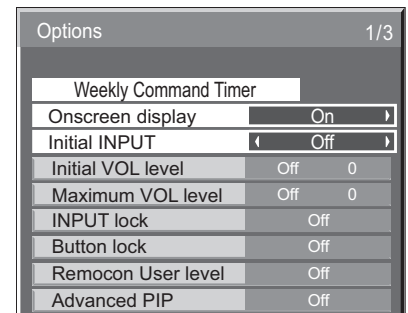 Options 1/3
Weekly Command Timer
Onscreen display On
Initial INPUT Off
Initial VOL level Off 0
Maximum VOL level Off 0
INPUT lock Off
Button lock Off
Remocon User level Off
Advanced PIP Off